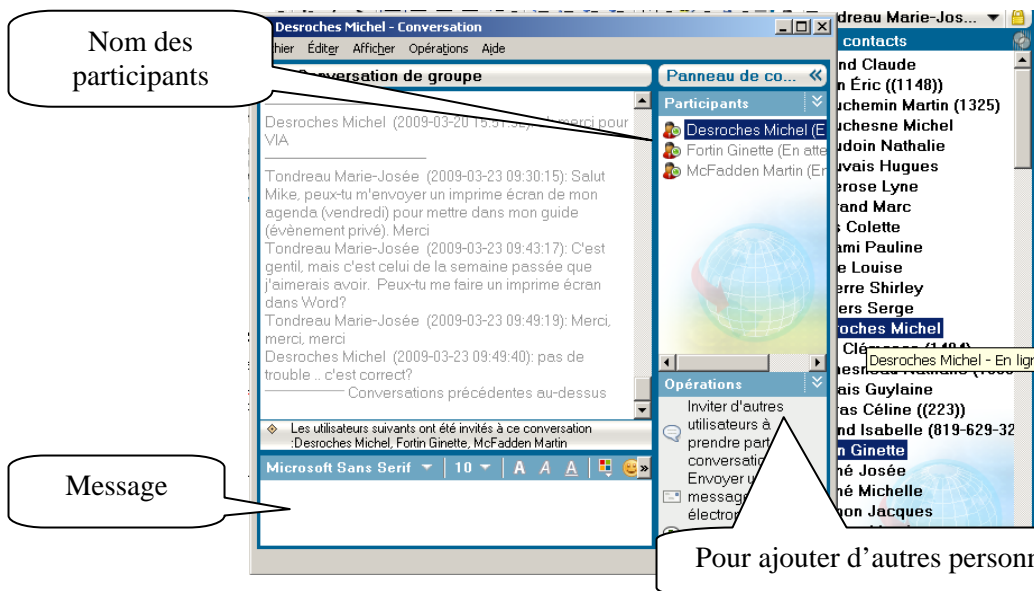 Nom des
participants
Desroches Michel - Conversation
hier Éditer Afficher Opérations Aide
Conversation de groupe
Desroches Michel (2009-03-20 merci pour
VIA
Tondreau Marie-Josée (2009-03-23 09:30:15): Salut
Mike, peux-tu m'envoyer un imprime écran de mon
agenda (vendredi) pour mettre dans mon guide
(évènement privé). Merci
Tondreau Marie-Josée (2009-03-23 09:43:17): C'est
gentil, mais c'est celui de la semaine passée que
j'aimerais avoir. Peux-tu me faire un imprime écran
dans Word?
Tondreau Marie-Josée (2009-03-23 09:49:19): Merci,
merci, merci
Desroches Michel (2009-03-23 09:49:40): pas de
trouble .. c'est correct?
Conversations précédentes au-dessus
Les utilisateurs suivants ont été invités à ce conversation
:Desroches Michel, Fortin Ginette, McFadden Martin
Microsoft Sans Serif 10 A A A
Message
Panneau de co... «
Participants
Desroches Michel (E
Fortin Ginette (En atte
McFadden Martin (En
Opérations
Inviter d'autres
utilisateurs à
prendre part
conversatio
Envoyer u
message
électro
Pour ajouter d'autres personn
dreau Marie-Jos...
contacts
nd Claude
n Éric ((1148))
uchemin Martin (1325)
uchesne Michel
udoin Nathalie
uvais Hugues
erose Lyne
rand Marc
s Colette
ami Pauline
e Louise
erre Shirley
ers Serge
roches Michel
Desroches Michel - En lign
ais Guylaine
ras Céline ((223))
nd Isabelle (819-629-32
n Ginette
né Josée
né Michelle
non Jacques